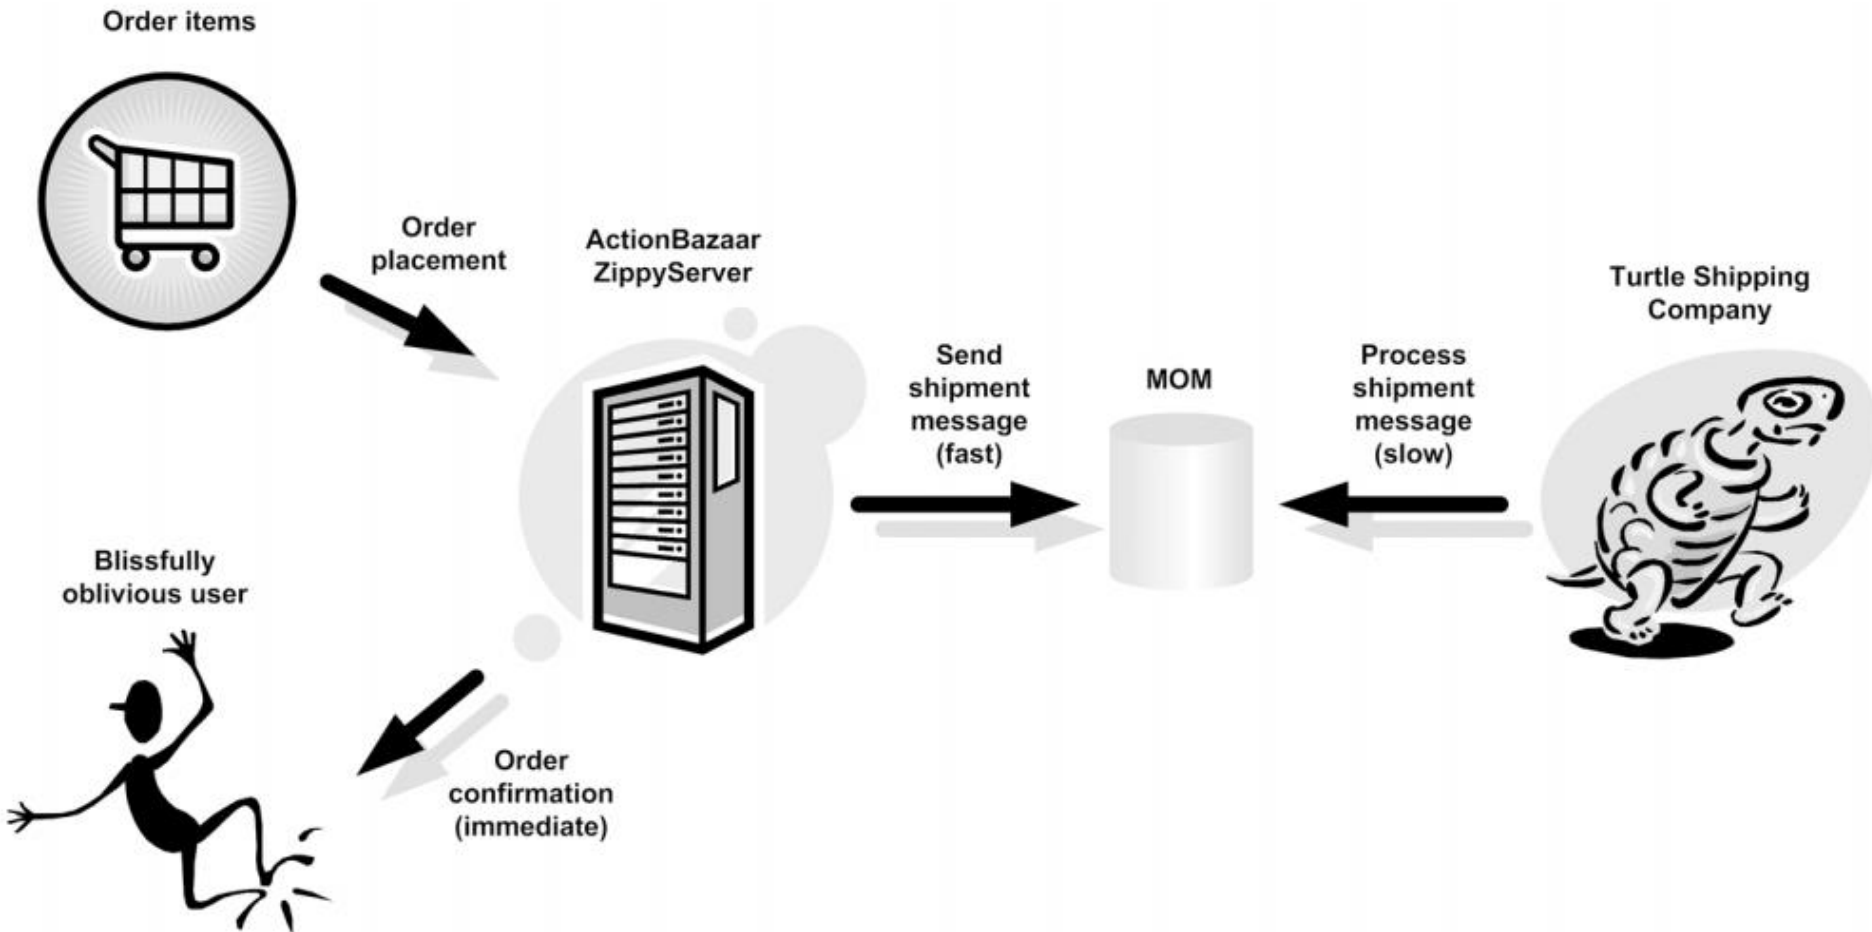 Order items
Order
placement
ActionBazaar
ZippyServer
Send
shipment
message
(fast)
MOM
Process
shipment
message
(slow)
Turtle Shipping
Company
Blissfully
oblivious user
Order
confirmation
(immediate)